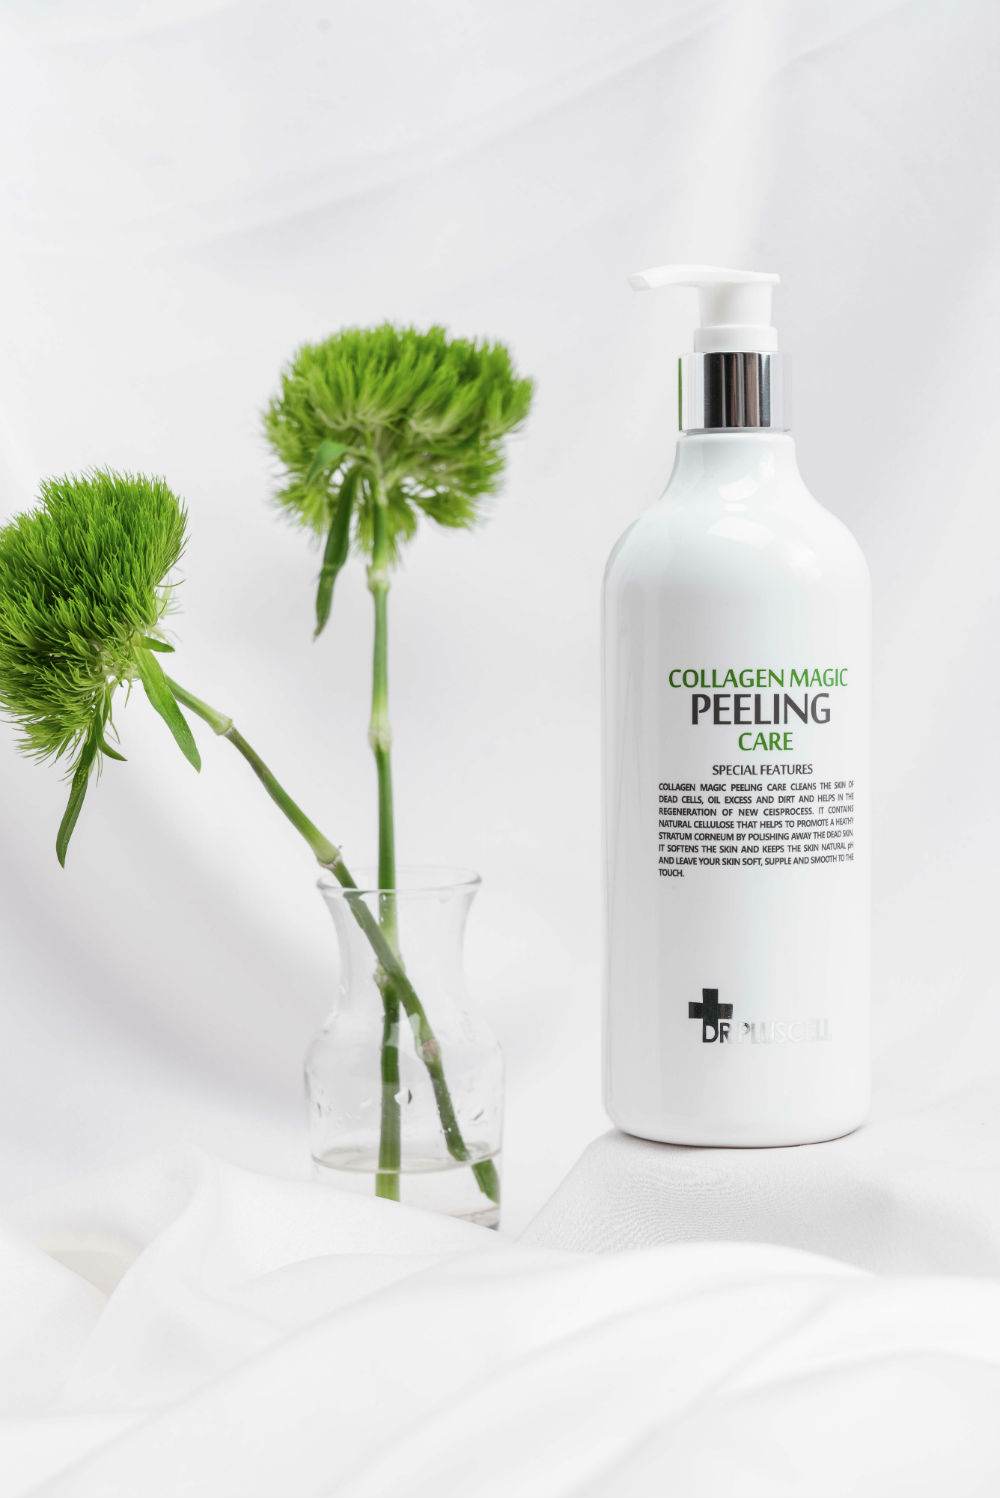 COLLAGEN MAGIC
PEELING
CARE
SPECIAL FEATURES
COLLAGEN MAGIC PEELING CARE CLEANS THE SKIN OF
DEAD CELLS, OIL EXCESS AND DIRT AND HELPS IN THE
REGENERATION OF NEW CEISPROCESS. IT CONTAINS
NATURAL CELLULOSE THAT HELPS TO PROMOTE A HEATHY
STRATUM CORNEUM BY POLISHING AWAY THE DEAD SKIN.
IT SOFTENS THE SKIN AND KEEPS THE SKIN NATURAL pH
AND LEAVE YOUR SKIN SOFT, SUPPLE AND SMOOTH TO THE
TOUCH.
DR PLUSCELL